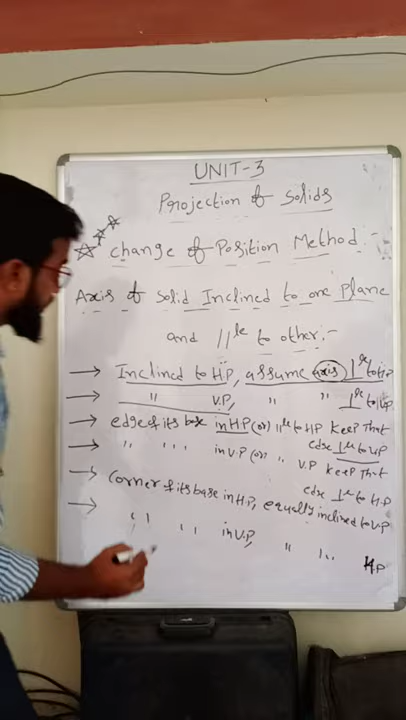 UNIT-3
Projection of Solids
change of Position Method:-
Axis of Solid Inclined to one Plane
and //le to other:-
Inclined to HP, assume axis ⊥le to HP
" V.P, " " ⊥le to V.P
edge of its base in HP (or) //le to HP Keep That edge ⊥le to V.P
" " " in V.P (or) " V.P Keep That edge ⊥le to H.P
Corner of its base in H.P, equally inclined to V.P
" " in V.P, " " H.P